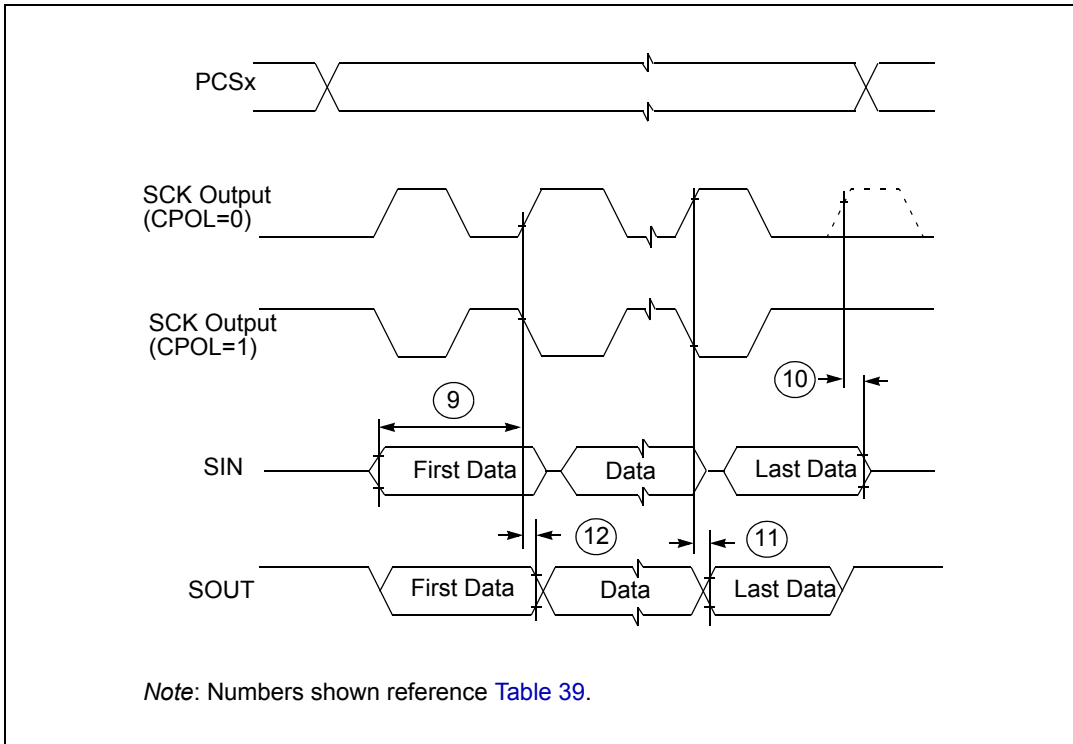 PCSx
SCK Output
(CPOL=0)
SCK Output
(CPOL=1)
10
9
SIN
First Data
Data
Last Data
12
11
SOUT
First Data
Data
Last Data
Note: Numbers shown reference Table 39.